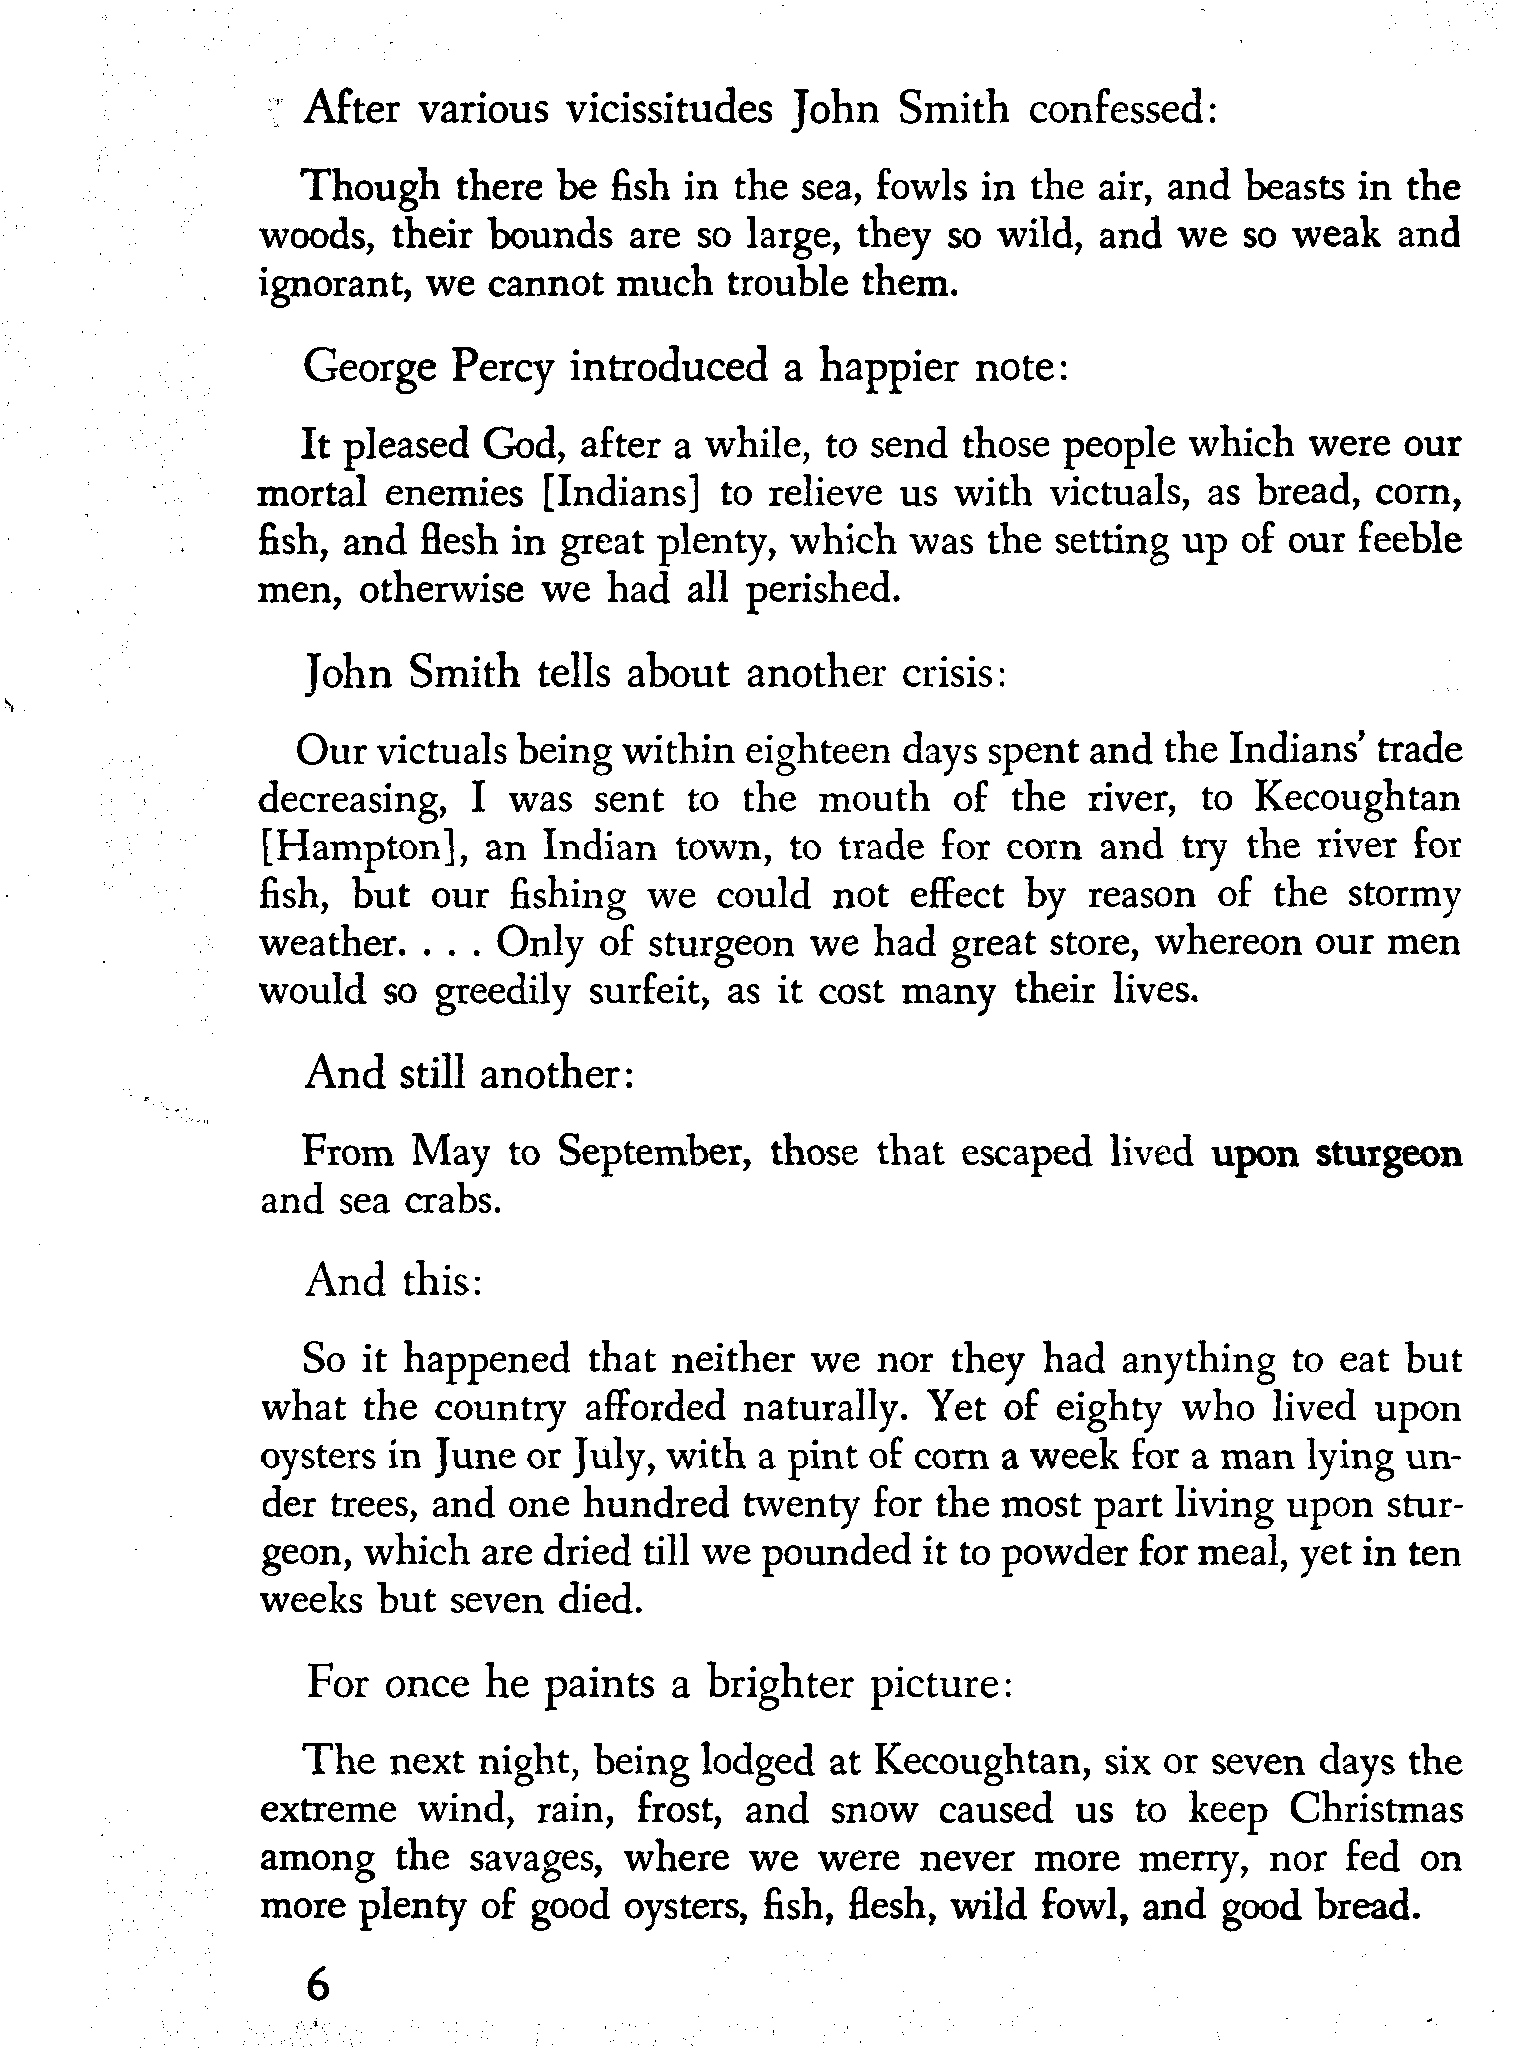 After various vicissitudes John Smith confessed:
Though there be fish in the sea, fowls in the air, and beasts in the
woods, their bounds are so large, they so wild, and we so weak and
ignorant, we cannot much trouble them.
George Percy introduced a happier note:
It pleased God, after a while, to send those people which were our
mortal enemies [Indians] to relieve us with victuals, as bread, corn,
fish, and flesh in great plenty, which was the setting up of our feeble
men, otherwise we had all perished.
John Smith tells about another crisis:
Our victuals being within eighteen days spent and the Indians' trade
decreasing, I was sent to the mouth of the river, to Kecoughtan
[Hampton], an Indian town, to trade for corn and try the river for
fish, but our fishing we could not effect by reason of the stormy
weather. . . . Only of sturgeon we had great store, whereon our men
would so greedily surfeit, as it cost many their lives.
And still another:
From May to September, those that escaped lived upon sturgeon
and sea crabs.
And this:
So it happened that neither we nor they had anything to eat but
what the country afforded naturally. Yet of eighty who lived upon
oysters in June or July, with a pint of corn a week for a man lying un-
der trees, and one hundred twenty for the most part living upon stur-
geon, which are dried till we pounded it to powder for meal, yet in ten
weeks but seven died.
For once he paints a brighter picture:
The next night, being lodged at Kecoughtan, six or seven days the
extreme wind, rain, frost, and snow caused us to keep Christmas
among the savages, where we were never more merry, nor fed on
more plenty of good oysters, fish, flesh, wild fowl, and good bread.
6